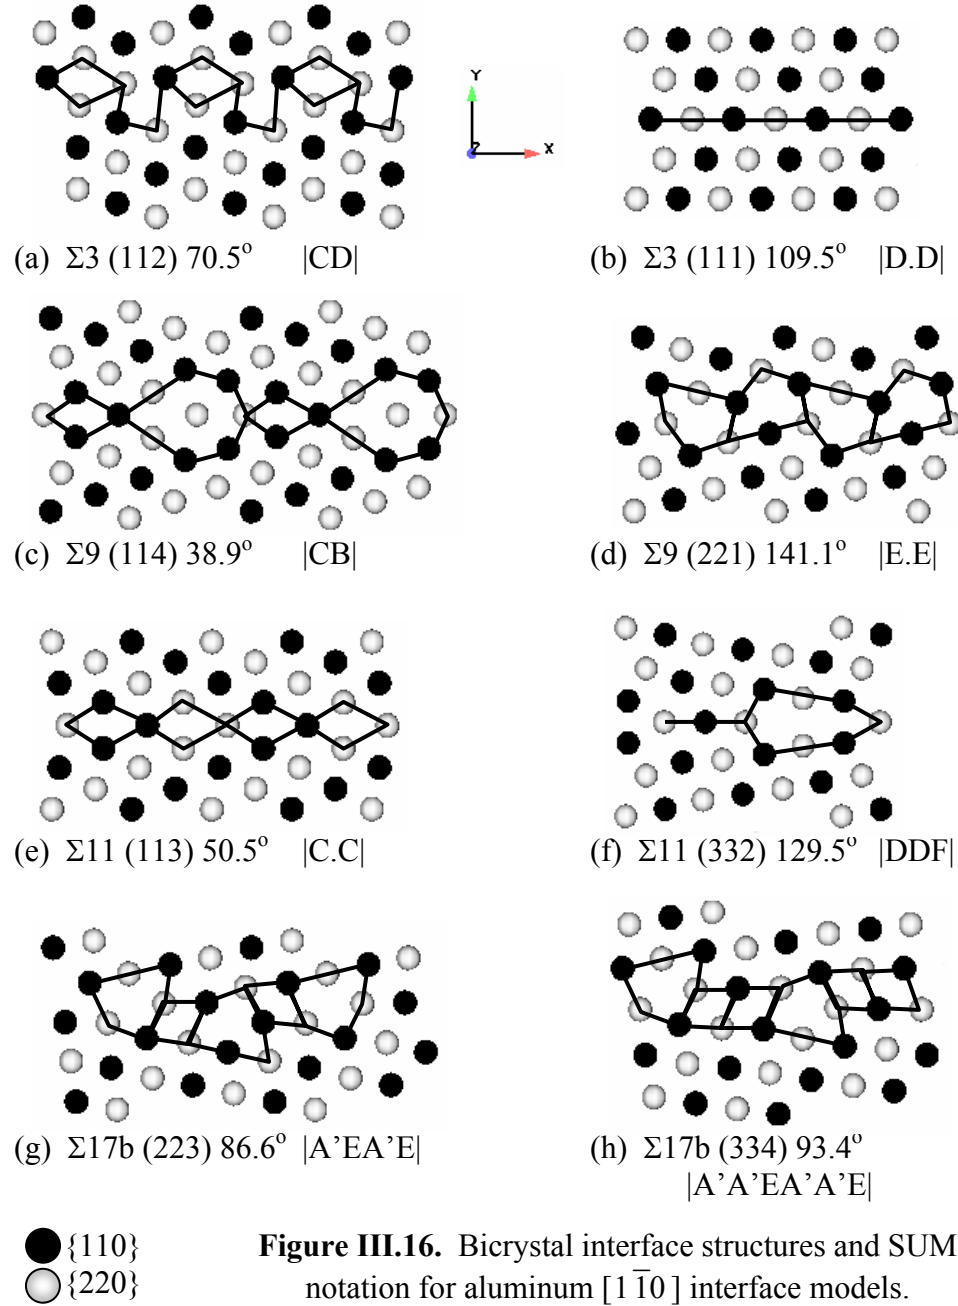 Y
Z X
(a) Σ3 (112) 70.5° |CD|
(b) Σ3 (111) 109.5° |D.D|
(c) Σ9 (114) 38.9° |CB|
(d) Σ9 (221) 141.1° |E.E|
(e) Σ11 (113) 50.5° |C.C|
(f) Σ11 (332) 129.5° |DDF|
(g) Σ17b (223) 86.6° |A’EA’E|
(h) Σ17b (334) 93.4°
|A’A’EA’A’E|
{110}
{220}
Figure III.16. Bicrystal interface structures and SUM
notation for aluminum [11̅0] interface models.